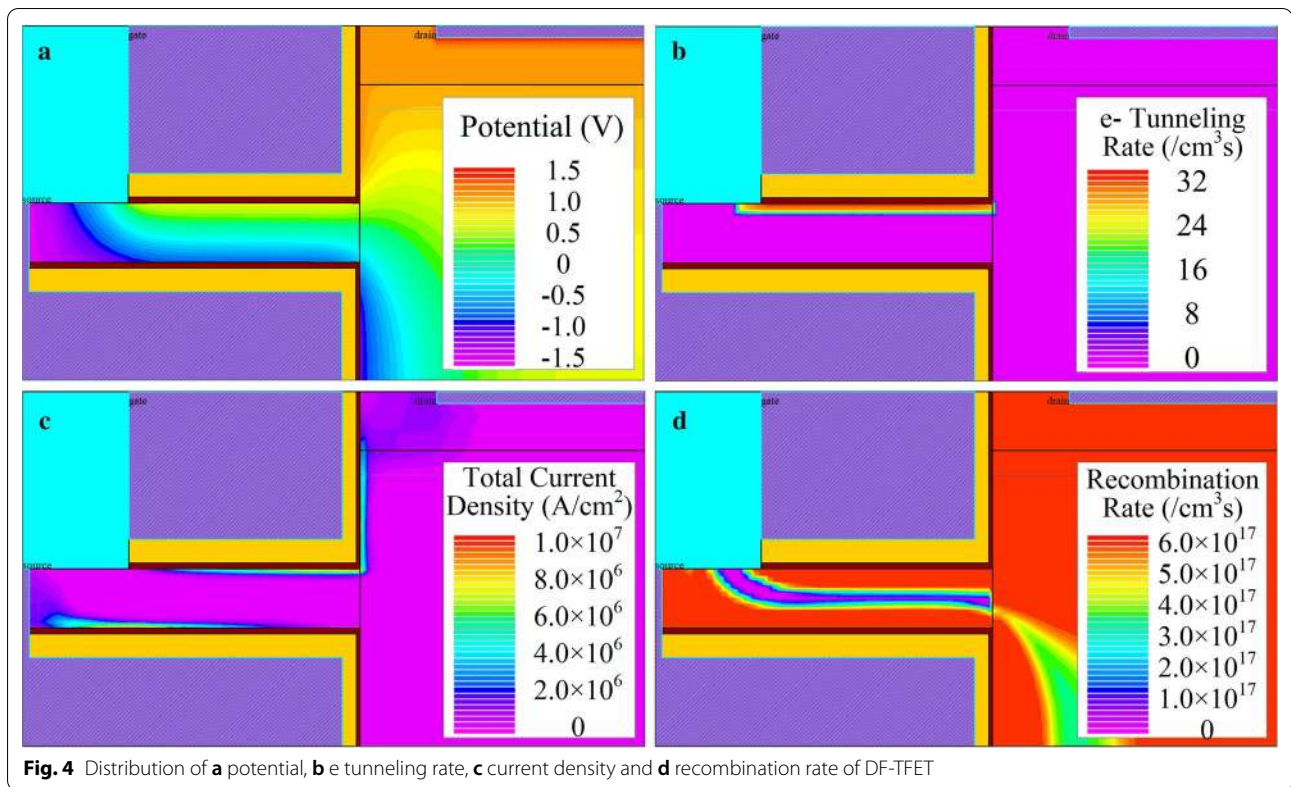 a
gate
drain
source
Potential (V)
1.5
1.0
0.5
0
-0.5
-1.0
-1.5
b
gate
drain
source
e- Tunneling
Rate (/cm³s)
32
24
16
8
0
c
gate
drain
source
Total Current
Density (A/cm²)
1.0×10⁷
8.0×10⁶
6.0×10⁶
4.0×10⁶
2.0×10⁶
0
d
gate
drain
source
Recombination
Rate (/cm³s)
6.0×10¹⁷
5.0×10¹⁷
4.0×10¹⁷
3.0×10¹⁷
2.0×10¹⁷
1.0×10¹⁷
0
Fig. 4 Distribution of a potential, b e tunneling rate, c current density and d recombination rate of DF-TFET